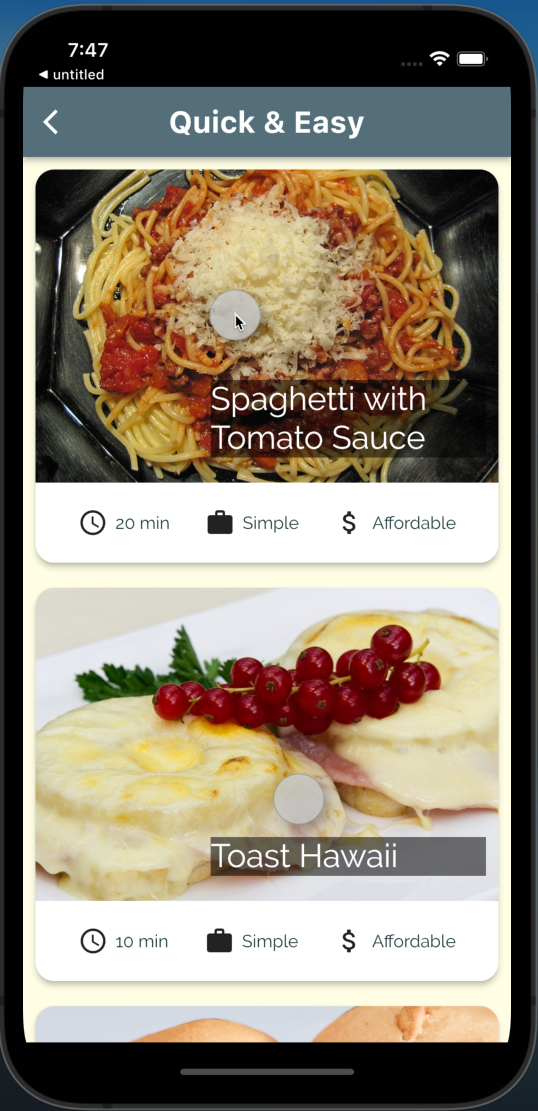 7:47
◀ untitled
Quick & Easy
Spaghetti with
Tomato Sauce
20 min
Simple
$
Affordable
Toast Hawaii
10 min
Simple
$
Affordable